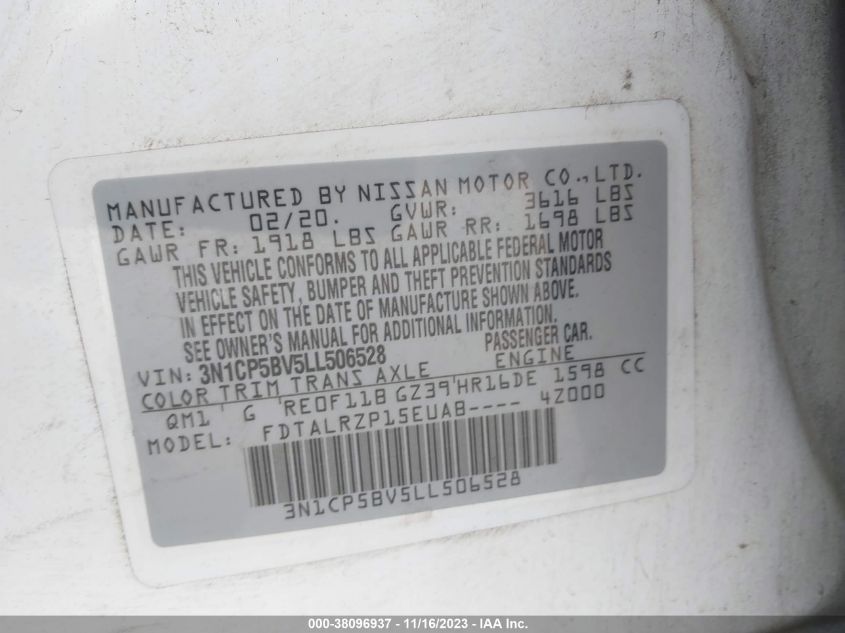 MANUFACTURED BY NISSAN MOTOR CO.,LTD.
DATE: 02/20. GVWR: 3616 LBS
GAWR FR: 1918 LBS GAWR RR: 1698 LBS
THIS VEHICLE CONFORMS TO ALL APPLICABLE FEDERAL MOTOR
VEHICLE SAFETY, BUMPER AND THEFT PREVENTION STANDARDS
IN EFFECT ON THE DATE OF MANUFACTURE SHOWN ABOVE.
SEE OWNER'S MANUAL FOR ADDITIONAL INFORMATION.
VIN: 3N1CP5BV5LL506528 PASSENGER CAR.
COLOR TRIM TRANS AXLE ENGINE
QM1 G RE0F11B GZ39 HR16DE 1598 CC
MODEL: FDTALRZP15EUAB---- 4Z000
3N1CP5BV5LL506528
000-38096937 - 11/16/2023 - IAA Inc.